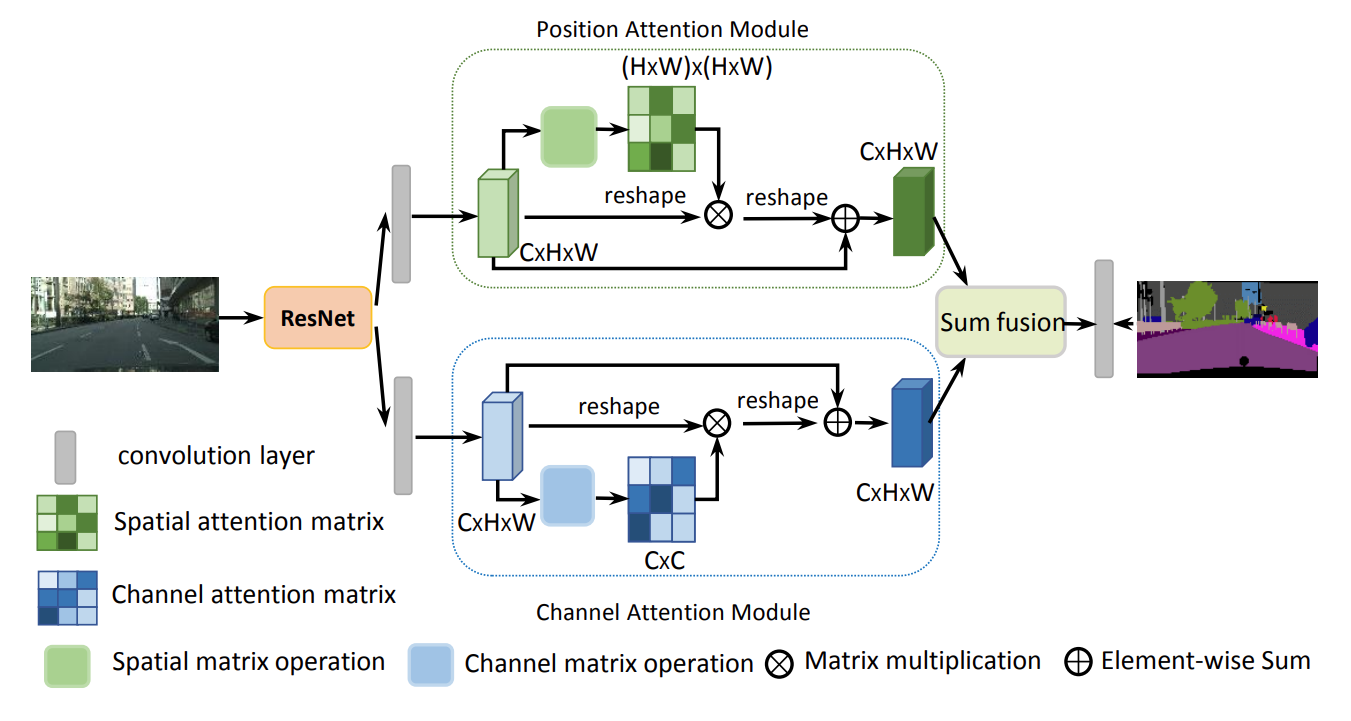 Position Attention Module
(HxW)x(HxW)
CxHxW
reshape
reshape
CxHxW
ResNet
Sum fusion
reshape
reshape
CxHxW
CxC
CxHxW
Channel Attention Module
convolution layer
Spatial attention matrix
Channel attention matrix
Spatial matrix operation
Channel matrix operation
Matrix multiplication
Element-wise Sum